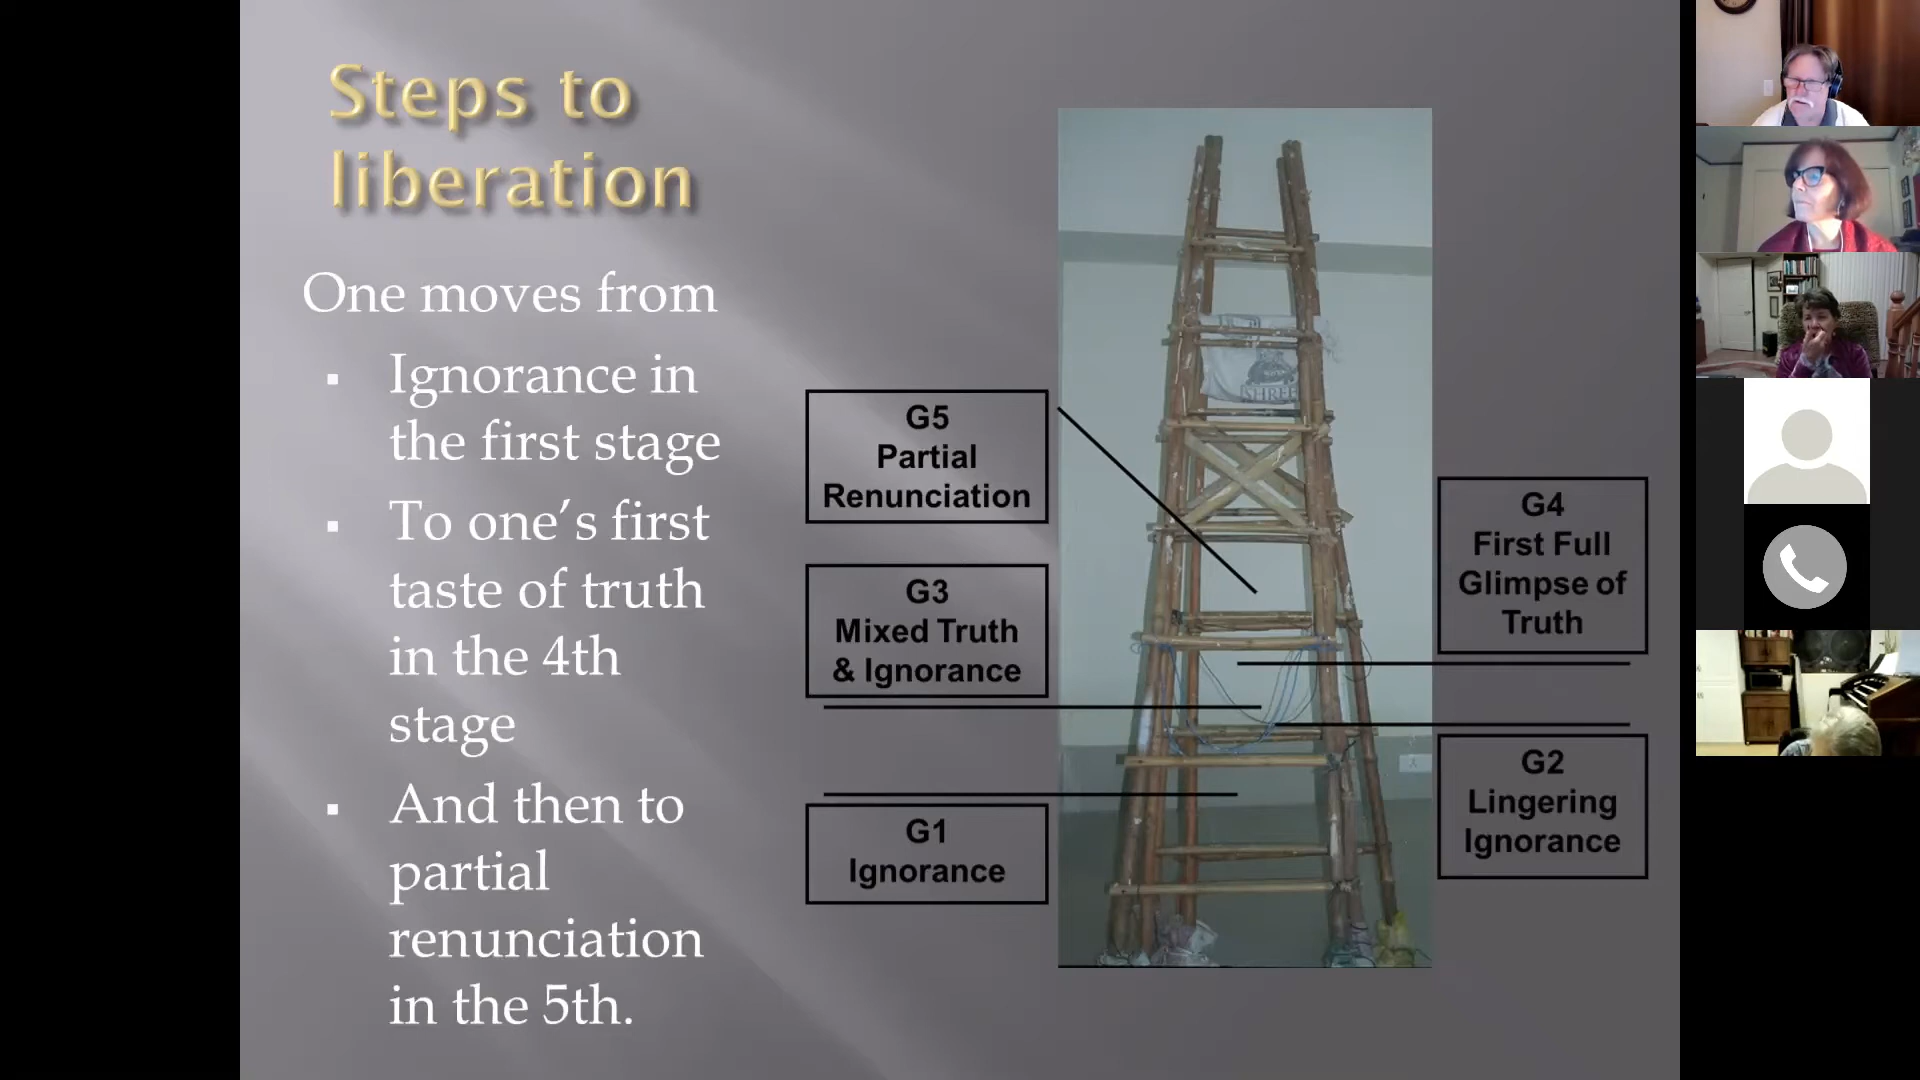 Steps to
liberation
One moves from
▪ Ignorance in
the first stage
▪ To one’s first
taste of truth
in the 4th
stage
▪ And then to
partial
renunciation
in the 5th.
G5
Partial
Renunciation
G3
Mixed Truth
& Ignorance
G1
Ignorance
SHREE
G4
First Full
Glimpse of
Truth
G2
Lingering
Ignorance